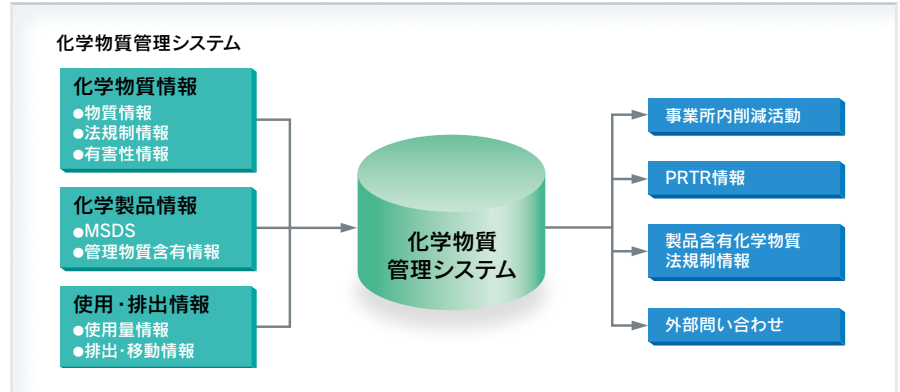 化学物質管理システム
化学物質情報
●物質情報
●法規制情報
●有害性情報
化学製品情報
●MSDS
●管理物質含有情報
使用・排出情報
●使用量情報
●排出・移動情報
化学物質
管理システム
事業所内削減活動
PRTR情報
製品含有化学物質
法規制情報
外部問い合わせ